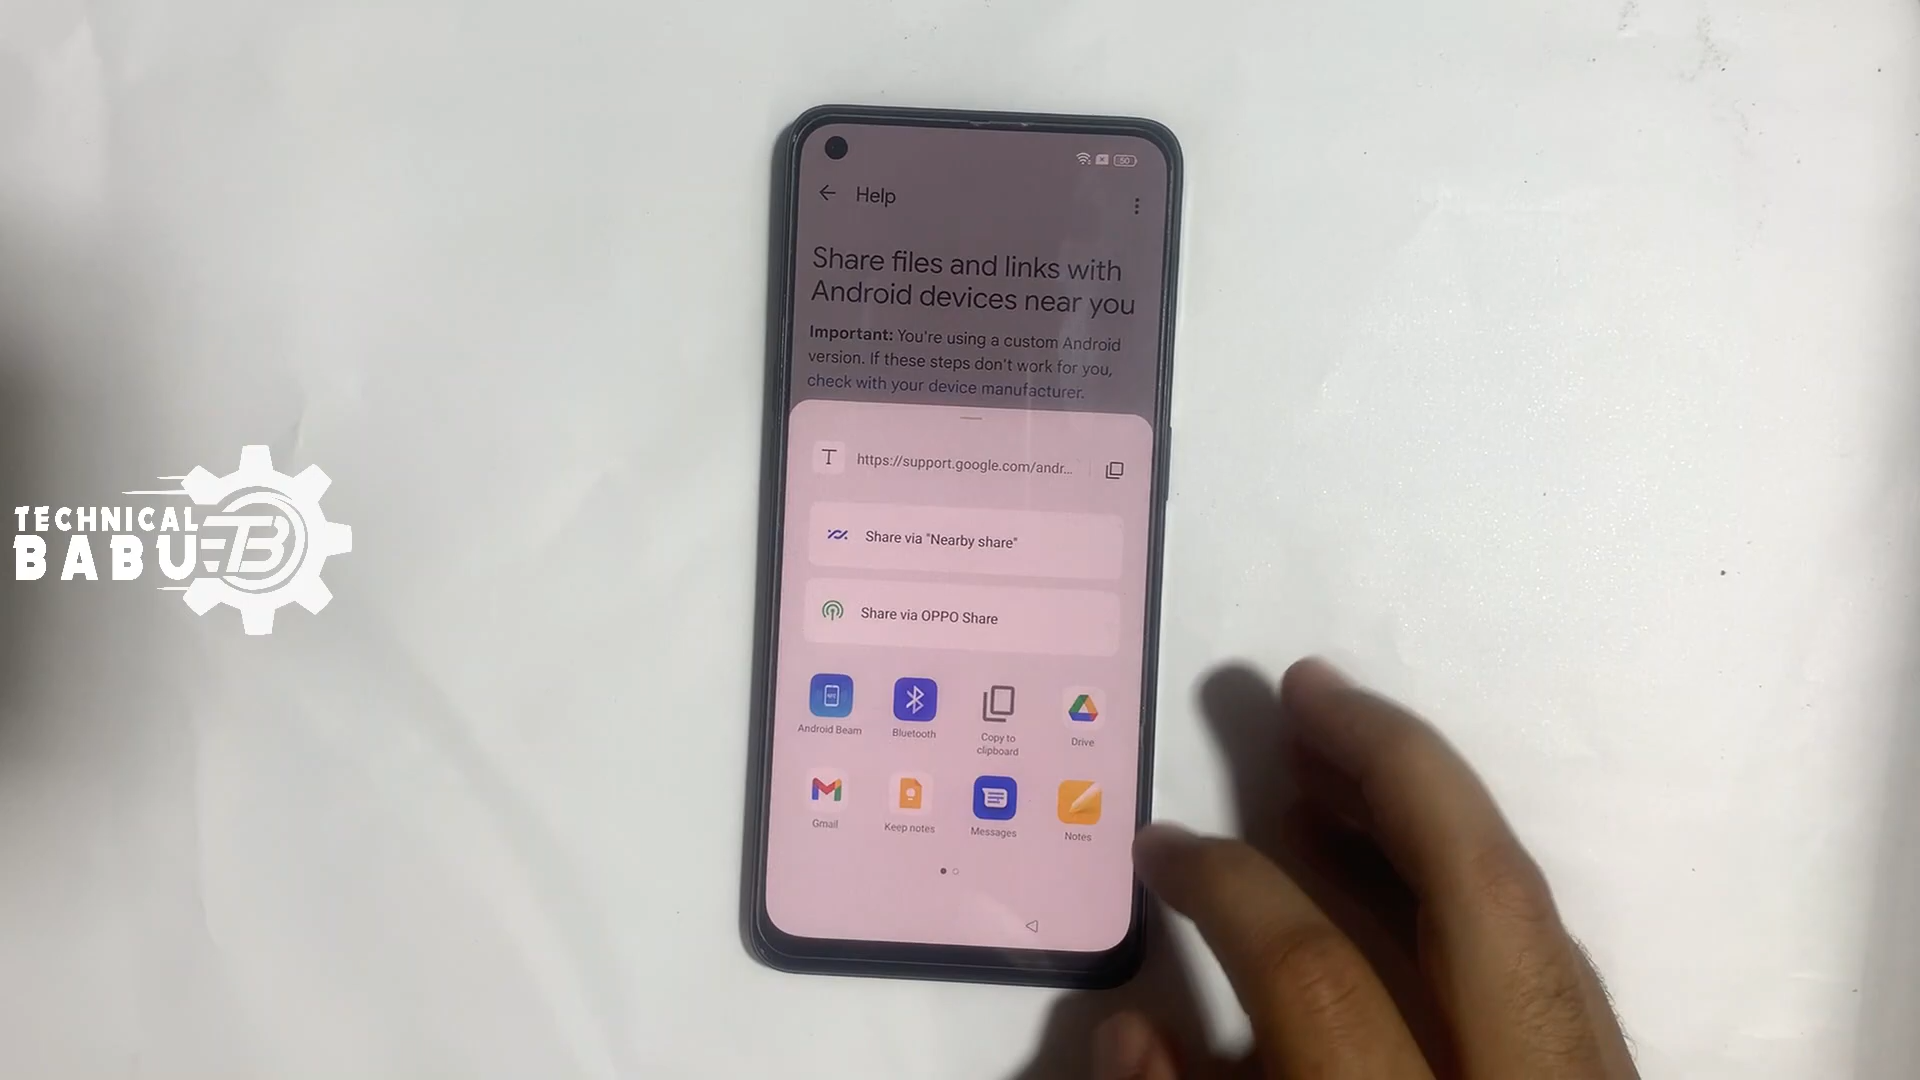 50
Help
Share files and links with
Android devices near you
Important: You're using a custom Android
version. If these steps don't work for you,
check with your device manufacturer.
T https://support.google.com/andr...
Share via "Nearby share"
Share via OPPO Share
Android Beam
Bluetooth
Copy to
clipboard
Drive
Gmail
Keep notes
Messages
Notes
TECHNICAL
BABU
TB